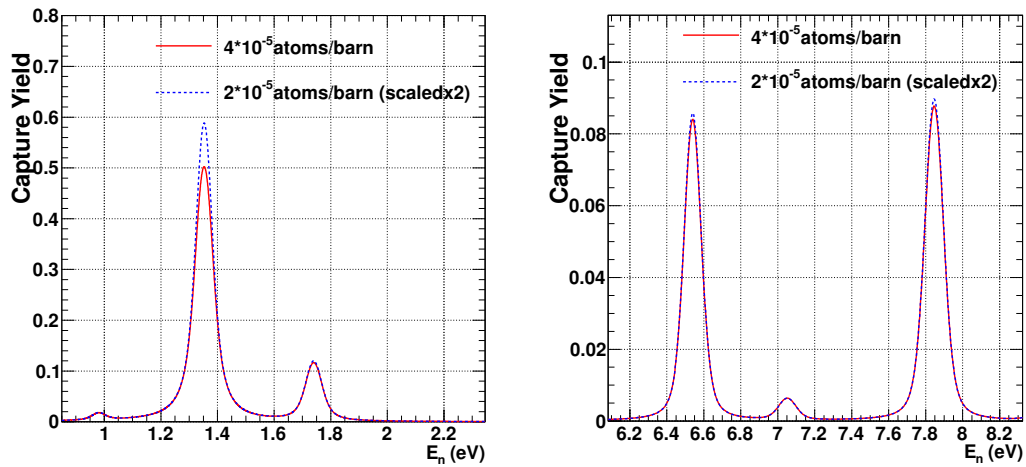 Capture Yield
0.8
0.7
0.6
0.5
0.4
0.3
0.2
0.1
0
4*10-5atoms/barn
2*10-5atoms/barn (scaledx2)
1 1.2 1.4 1.6 1.8 2 2.2
En (eV)
Capture Yield
0.1
0.08
0.06
0.04
0.02
0.00
4*10-5atoms/barn
2*10-5atoms/barn (scaledx2)
6.2 6.4 6.6 6.8 7 7.2 7.4 7.6 7.8 8 8.2
En (eV)